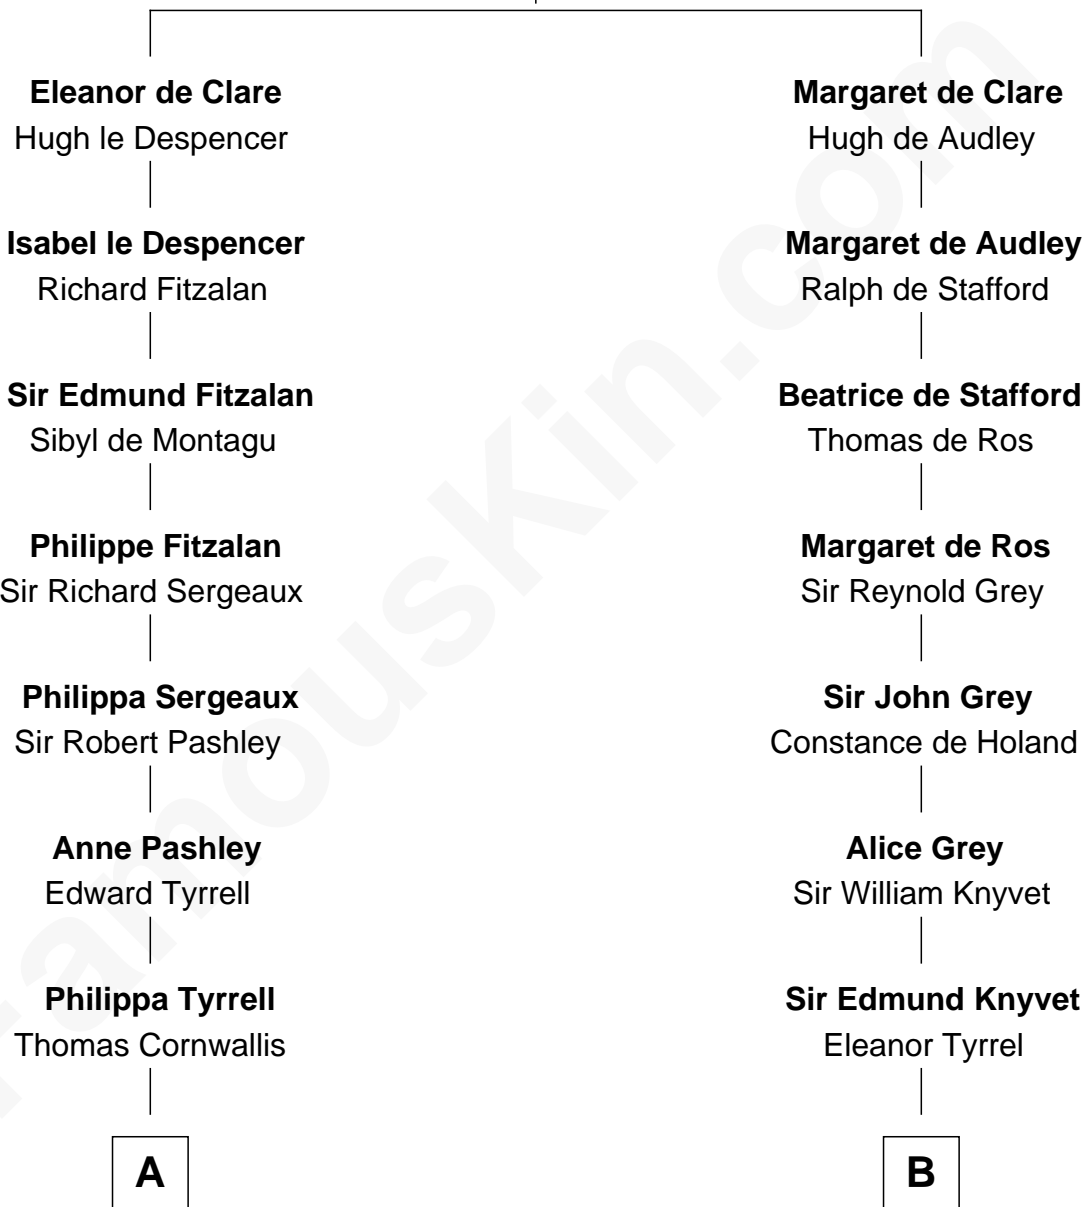 Eleanor de Clare
Hugh le Despencer
Isabel le Despencer
Richard Fitzalan
Sir Edmund Fitzalan
Sibyl de Montagu
Philippe Fitzalan
Sir Richard Sergeaux
Philippa Sergeaux
Sir Robert Pashley
Anne Pashley
Edward Tyrrell
Philippa Tyrrell
Thomas Cornwallis
A
Margaret de Clare
Hugh de Audley
Margaret de Audley
Ralph de Stafford
Beatrice de Stafford
Thomas de Ros
Margaret de Ros
Sir Reynold Grey
Sir John Grey
Constance de Holand
Alice Grey
Sir William Knyvet
Sir Edmund Knyvet
Eleanor Tyrrel
B
FamousKin.com